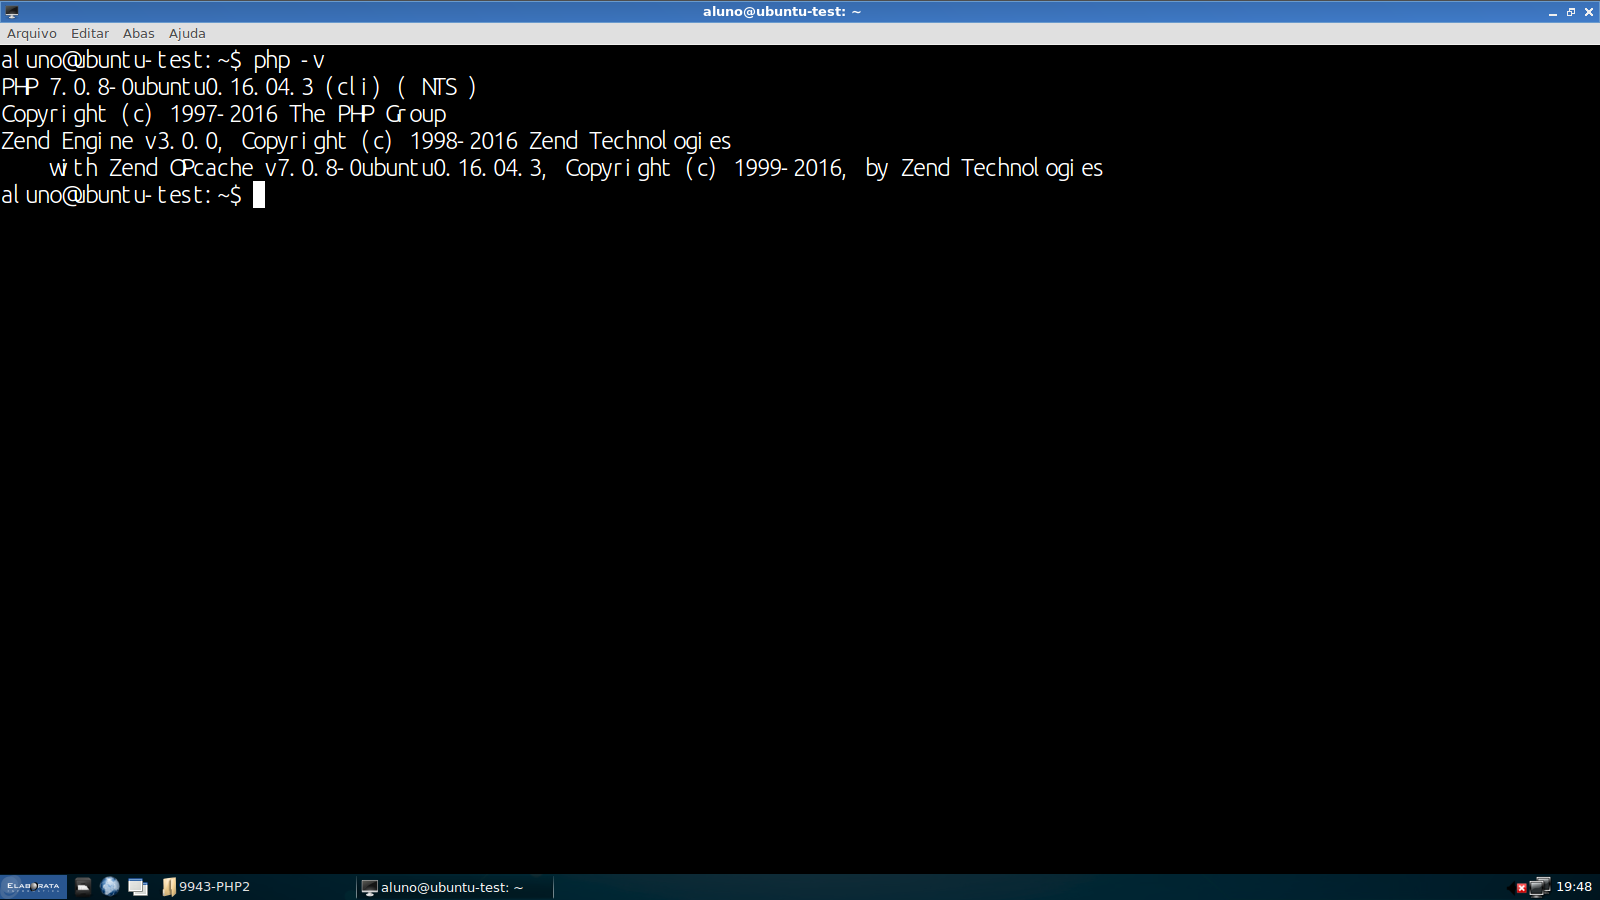 aluno@ubuntu-test: ~
Arquivo Editar Abas Ajuda
aluno@ubuntu-test:~$ php -v
PHP 7.0.8-0ubuntu0.16.04.3 (cli) ( NTS )
Copyright (c) 1997-2016 The PHP Group
Zend Engine v3.0.0, Copyright (c) 1998-2016 Zend Technologies
    with Zend OPcache v7.0.8-0ubuntu0.16.04.3, Copyright (c) 1999-2016, by Zend Technologies
aluno@ubuntu-test:~$
ELABORATA 9943-PHP2 aluno@ubuntu-test: ~ 19:48